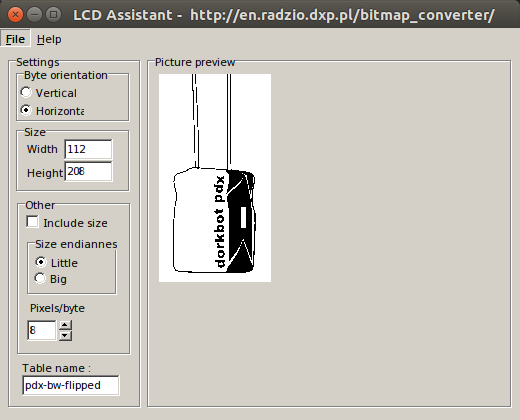 LCD Assistant - http://en.radzio.dxp.pl/bitmap_converter/
File Help
Settings
Byte orientation
Vertical
Horizonta
Size
Width 112
Height 208
Other
Include size
Size endiannes
Little
Big
Pixels/byte
8
Table name :
pdx-bw-flipped
Picture preview
dorkbot pdx